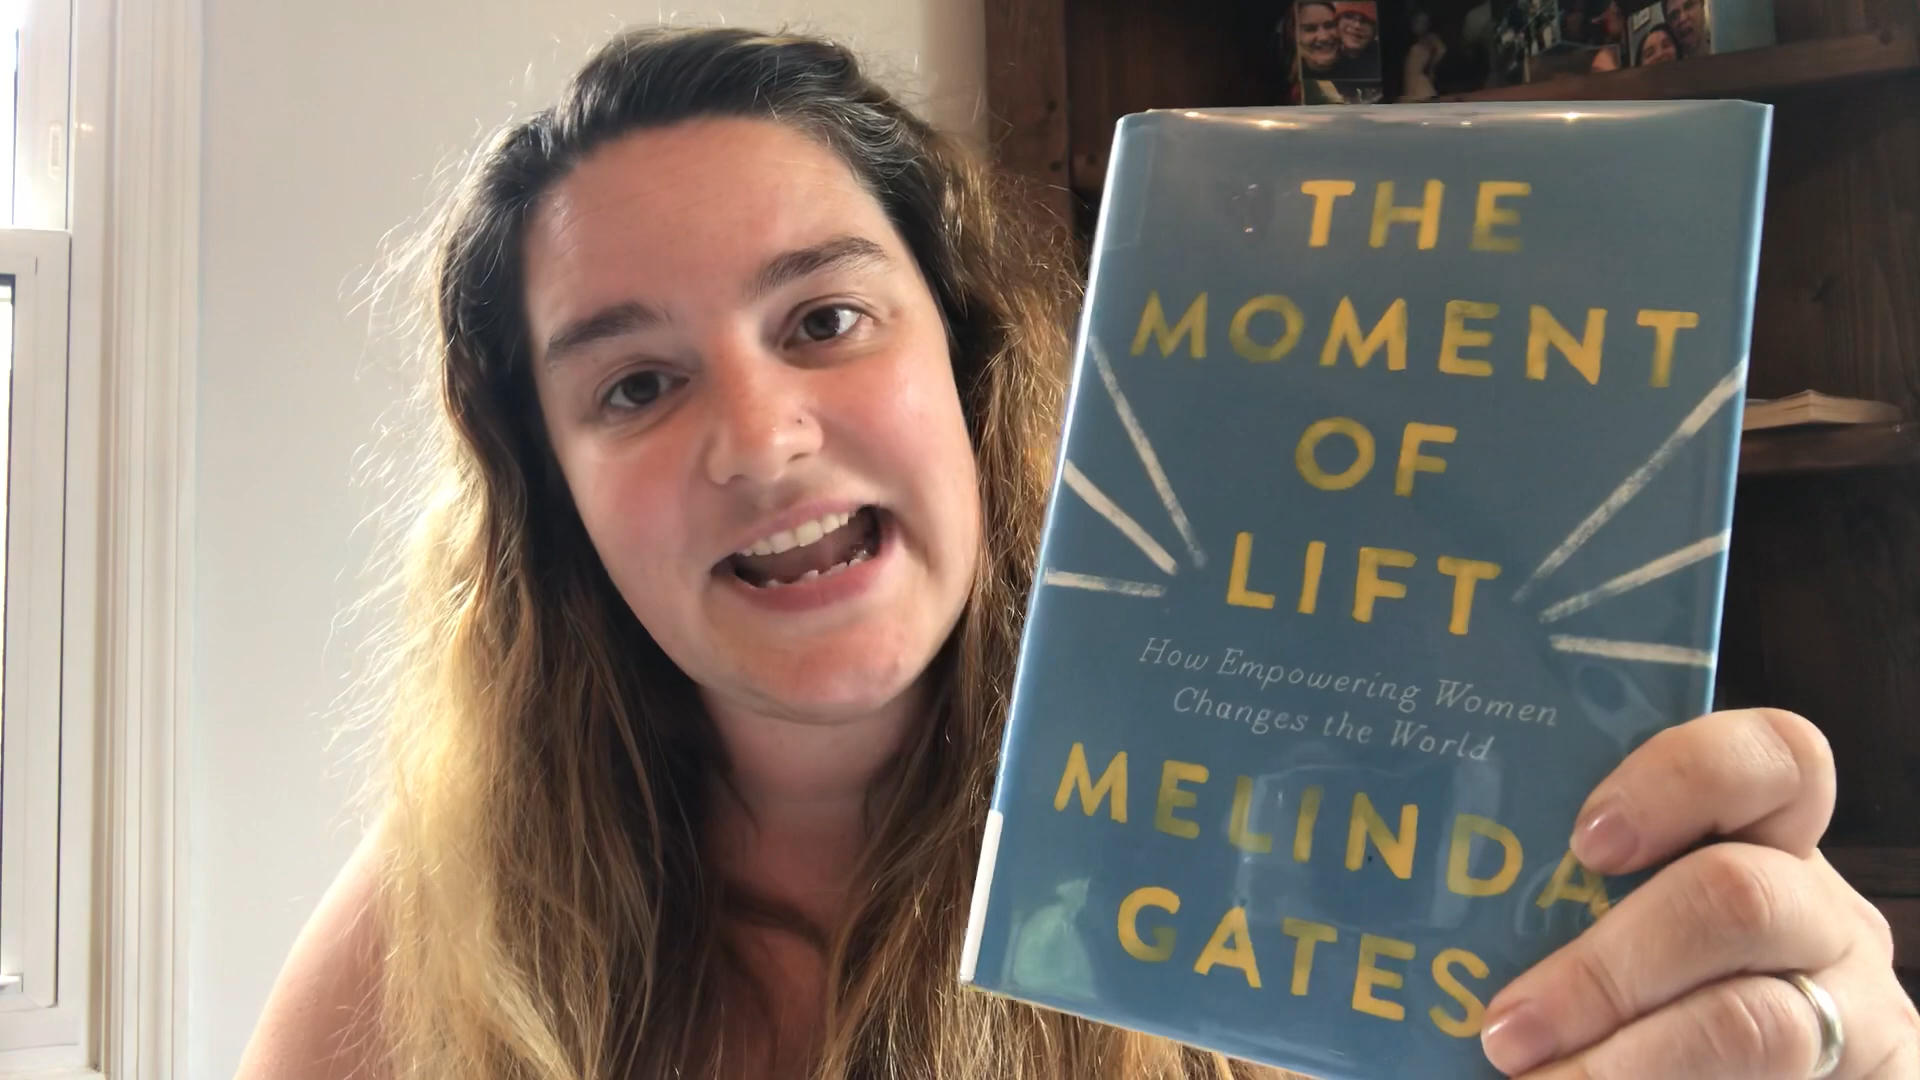 THE
MOMENT
OF
LIFT
How Empowering Women
Changes the World
MELINDA
GATES